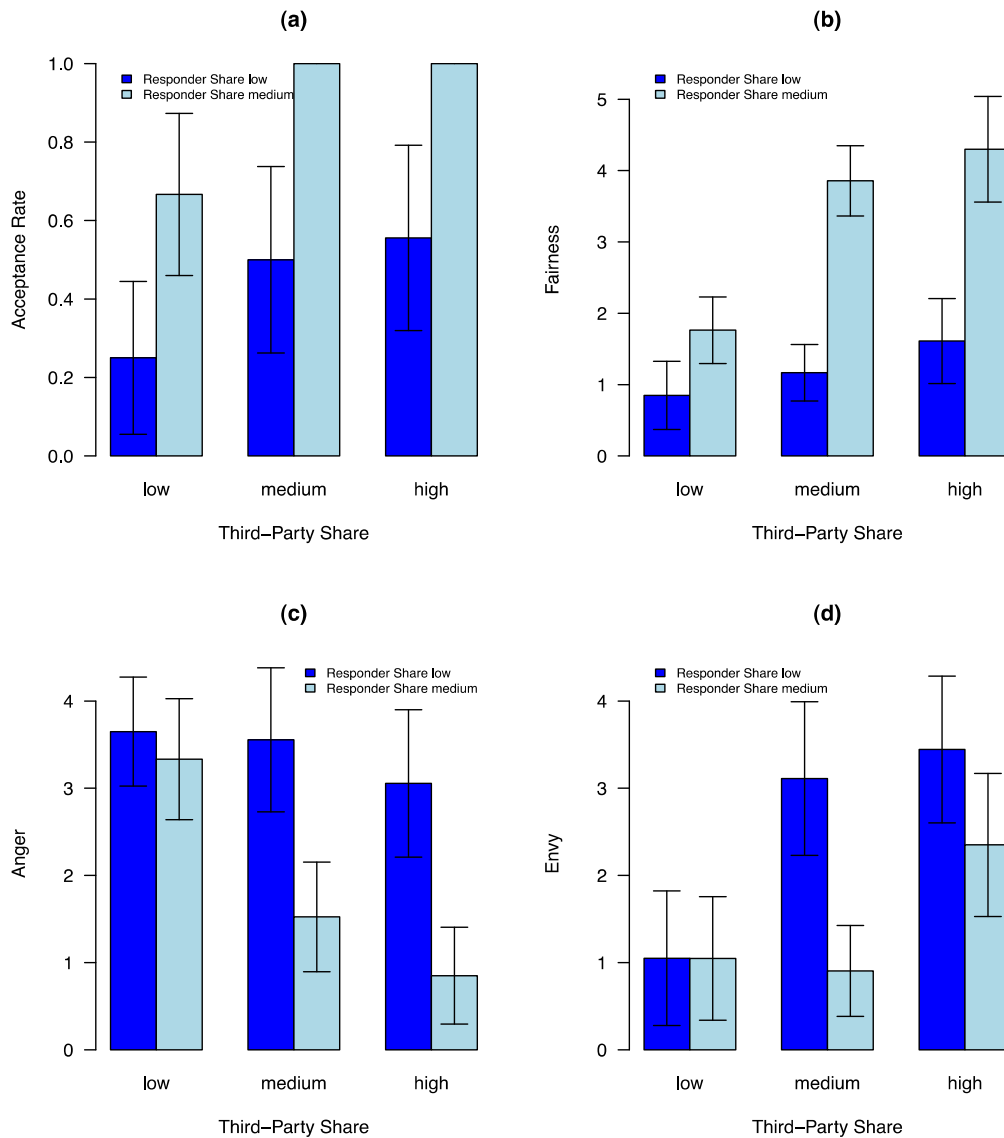 (a)
Responder Share low
Responder Share medium
1.0
0.8
0.6
0.4
0.2
0.0
Acceptance Rate
low medium high
Third−Party Share
(b)
Responder Share low
Responder Share medium
5
4
3
2
1
0
Fairness
low medium high
Third−Party Share
(c)
Responder Share low
Responder Share medium
4
3
2
1
0
Anger
low medium high
Third−Party Share
(d)
Responder Share low
Responder Share medium
4
3
2
1
0
Envy
low medium high
Third−Party Share